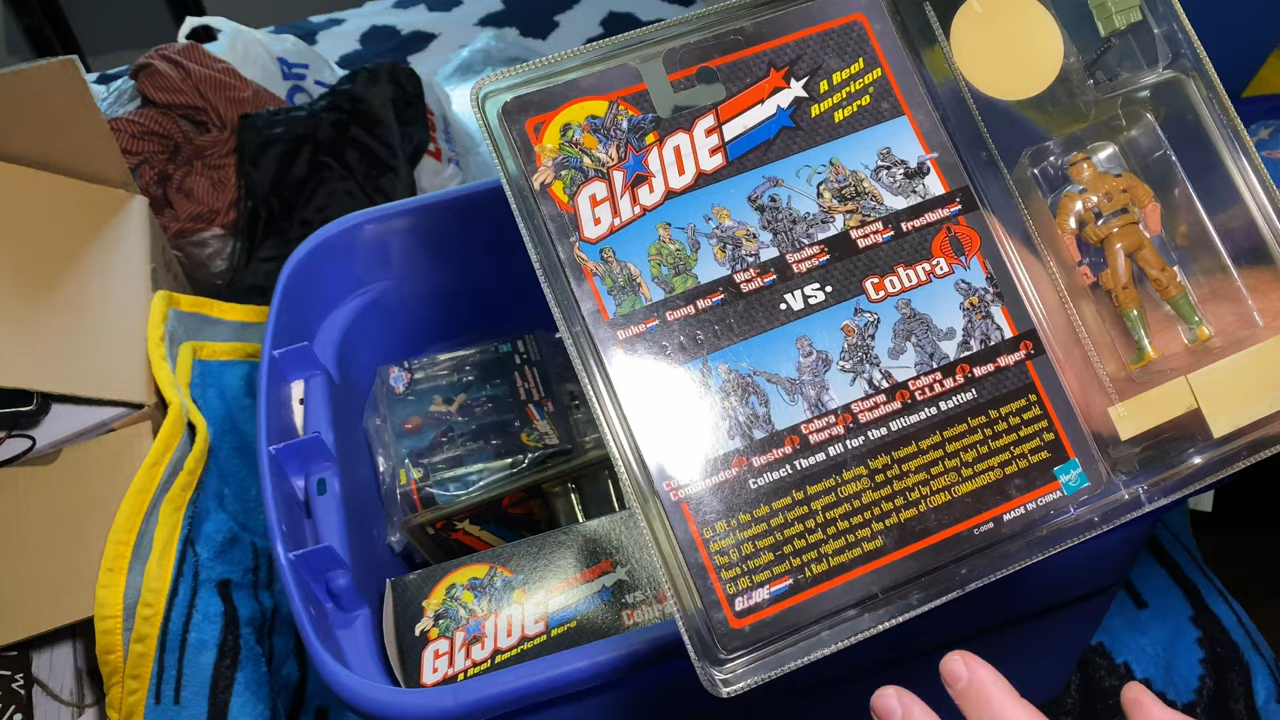 G.I.JOE
A Real
American
Hero
Duke
Gung Ho
Wet-
Suit
Snake-
Eyes
Heavy
Duty
Frostbite
•VS.•
Cobra
Commander
Destro
Cobra
Moray
Storm
Shadow
Cobra
C.L.A.W.S
Neo-Viper
Collect Them All for the Ultimate Battle!
G.I. JOE is the code name for America's daring, highly trained special mission force. Its purpose: to
defend freedom and justice against COBRA®, an evil organization determined to rule the world.
The G.I. JOE team is made up of experts in different disciplines, and they fight for freedom wherever
there's trouble – on the land, on the sea or in the air. Led by DUKE®, the courageous Sergeant, the
G.I. JOE team must be ever vigilant to stop the evil plans of COBRA COMMANDER® and his forces.
G.I.JOE – A Real American Hero!
Hasbro
C-001B
MADE IN CHINA
G.I.JOE
A Real American Hero
VS.
Cobra